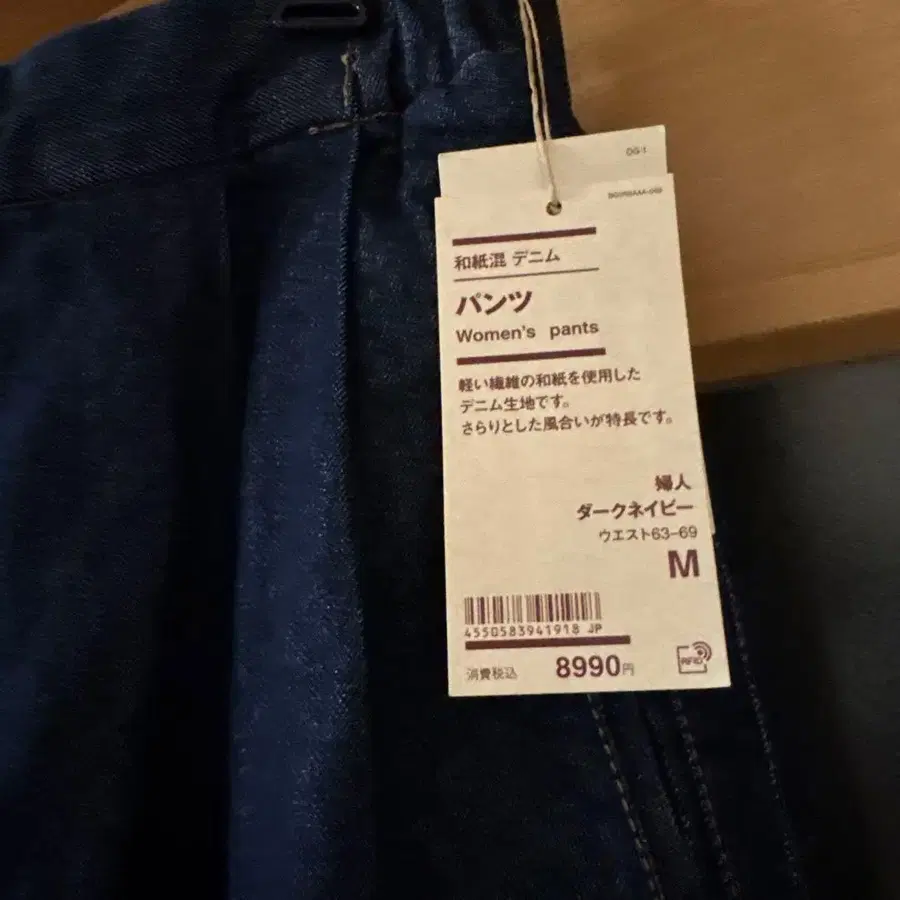 OG-1
和紙混 デニム
パンツ
Women's pants
軽い繊維の和紙を使用した
デニム生地です。
さらりとした風合いが特長です。
婦人
ダークネイビー
ウエスト63-69
M
4550583941918 JP
消費税込 8990円
RFID